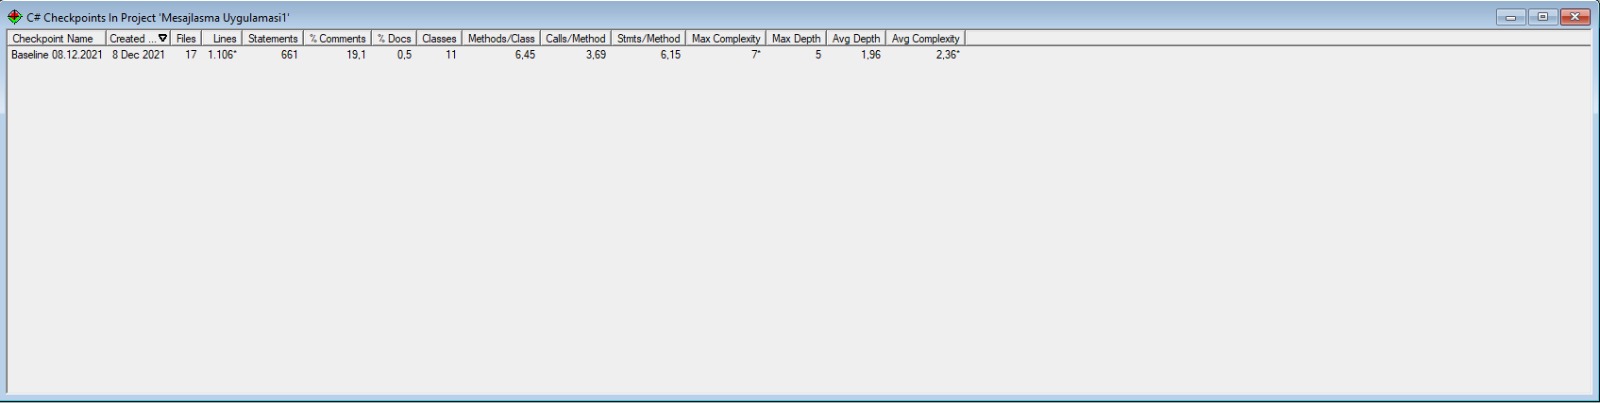 C# Checkpoints In Project 'Mesajlasma Uygulamasi1'
Checkpoint Name Created ... Files Lines Statements % Comments % Docs Classes Methods/Class Calls/Method Stmts/Method Max Complexity Max Depth Avg Depth Avg Complexity
Baseline 08.12.2021 8 Dec 2021 17 1.106* 661 19,1 0,5 11 6,45 3,69 6,15 7* 5 1,96 2,36*